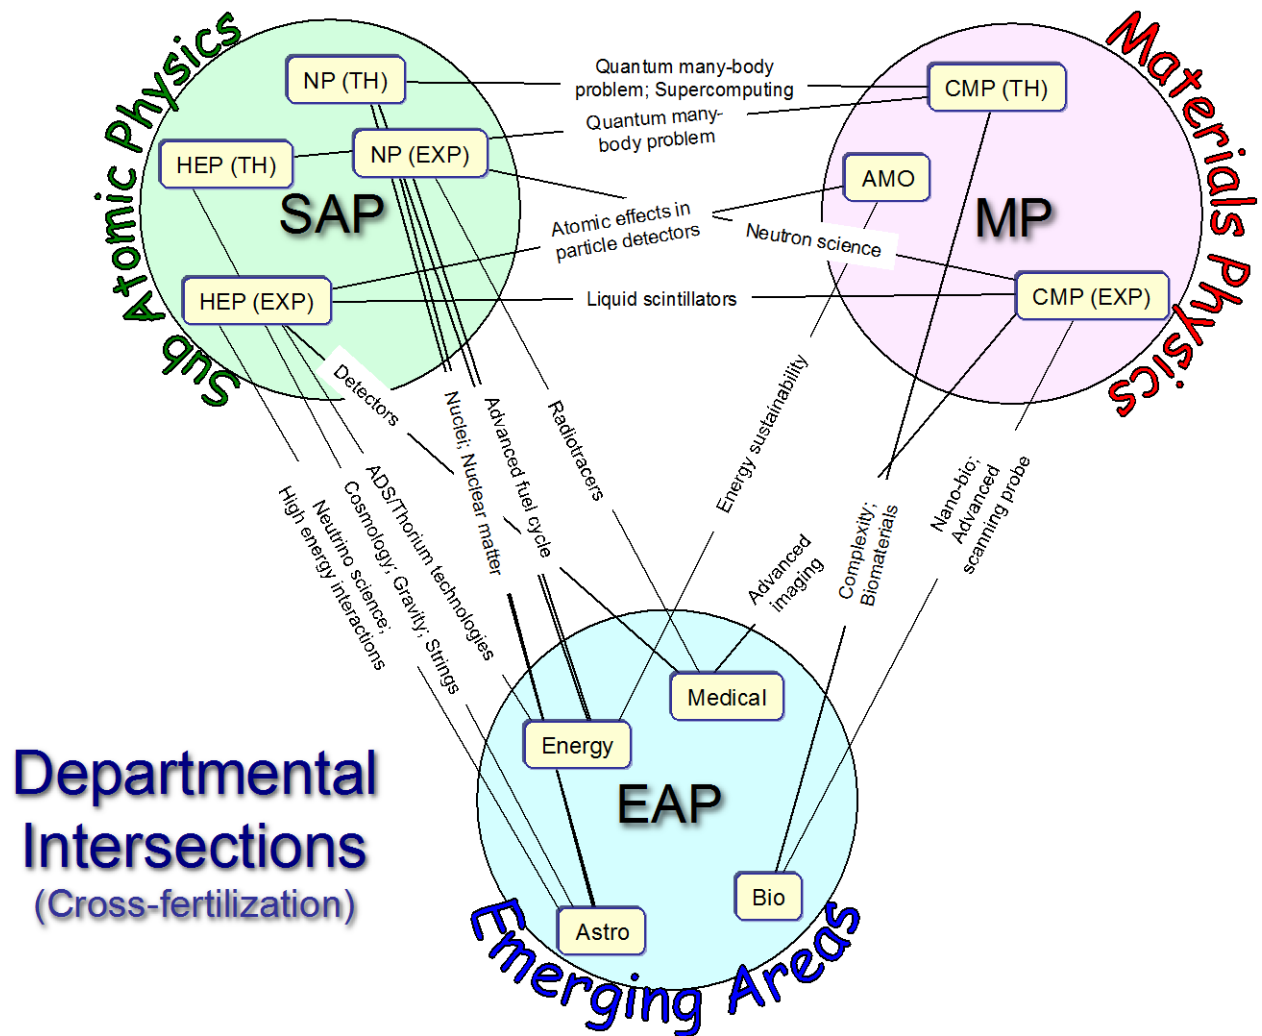 Sub Atomic Physics
Materials Physics
NP (TH)
Quantum many-body
problem; Supercomputing
CMP (TH)
Quantum many-
body problem
HEP (TH)
NP (EXP)
AMO
SAP
MP
Atomic effects in
particle detectors
Neutron science
HEP (EXP)
Liquid scintillators
CMP (EXP)
Detectors
Nuclei; Nuclear matter
Advanced fuel cycle
Radiotracers
Energy sustainability
ADS/Thorium technologies
Cosmology; Gravity; Strings
Neutrino science;
High energy interactions
Advanced
imaging
Complexity;
Biomaterials
Nano-bio;
Advanced
scanning probe
Medical
Energy
EAP
Bio
Astro
Emerging Areas
Departmental
Intersections
(Cross-fertilization)